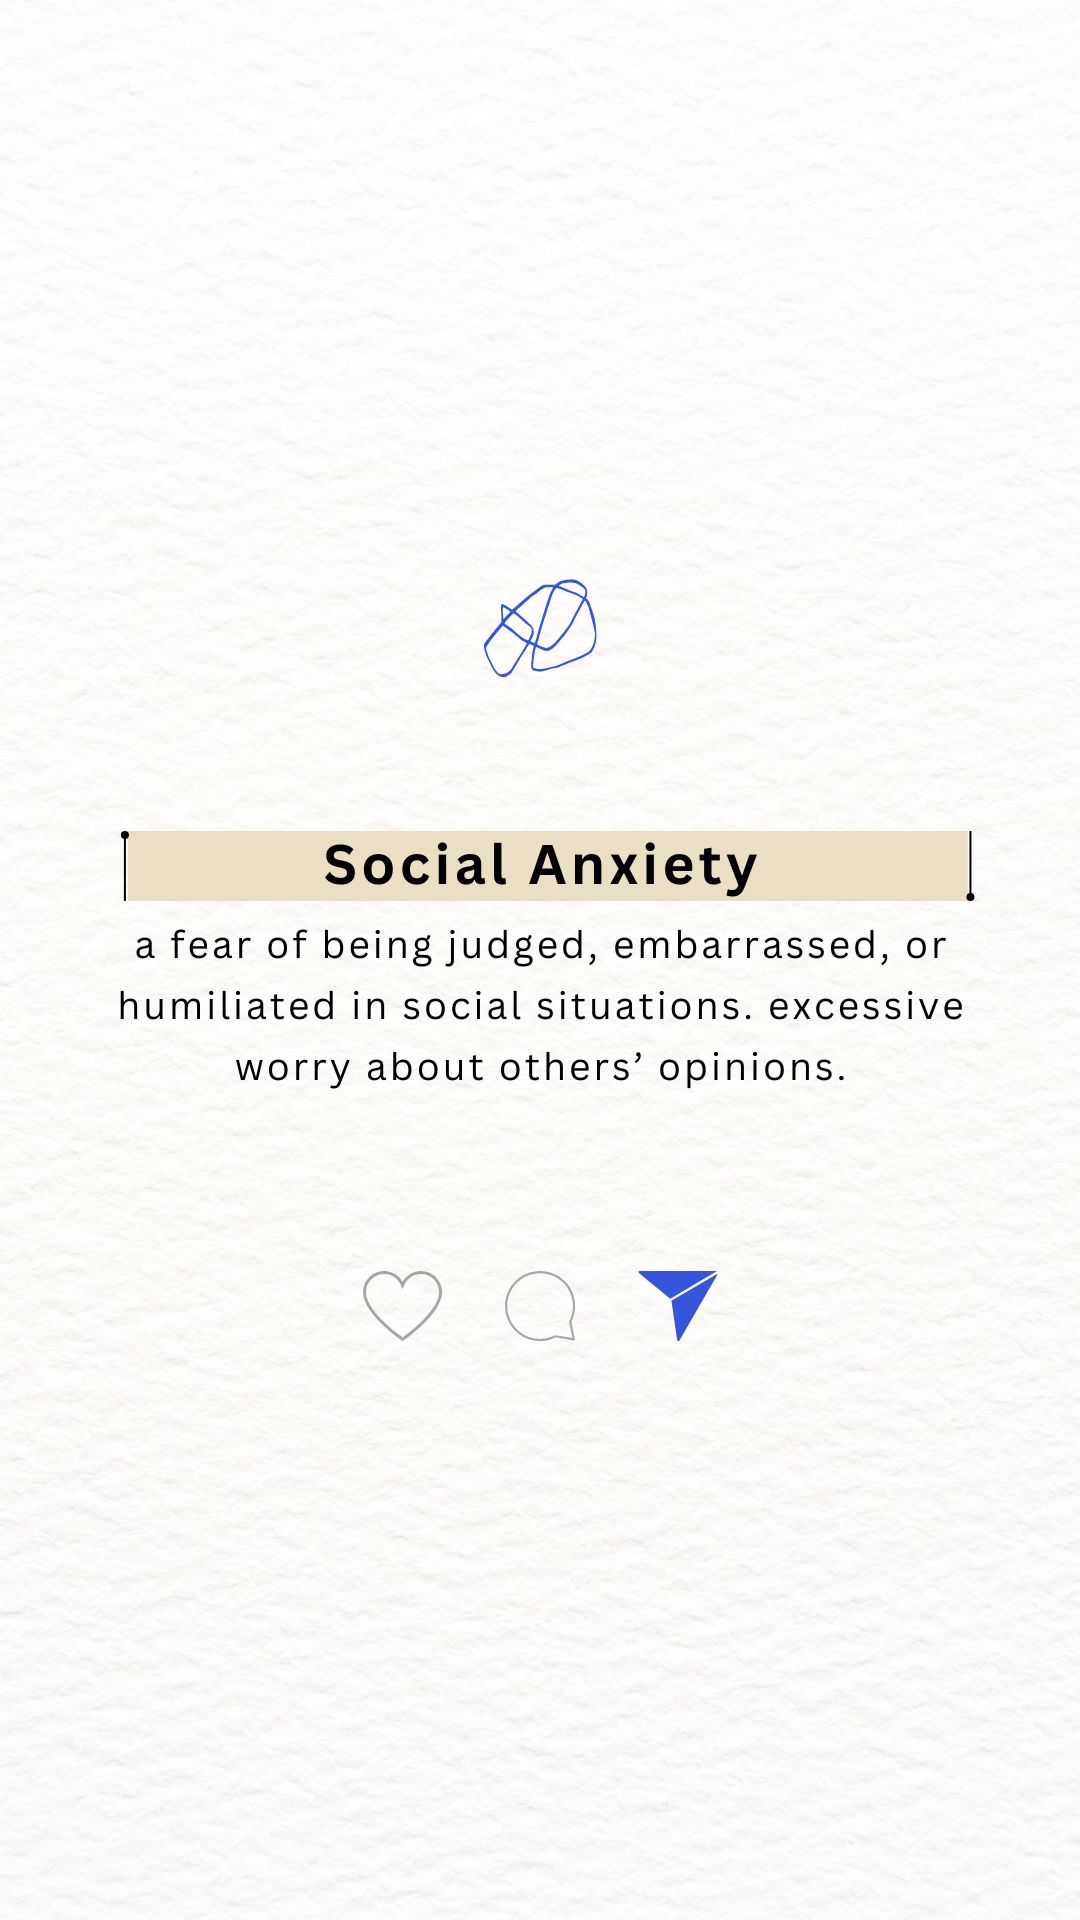 Social Anxiety
a fear of being judged, embarrassed, or
humiliated in social situations. excessive
worry about others’ opinions.